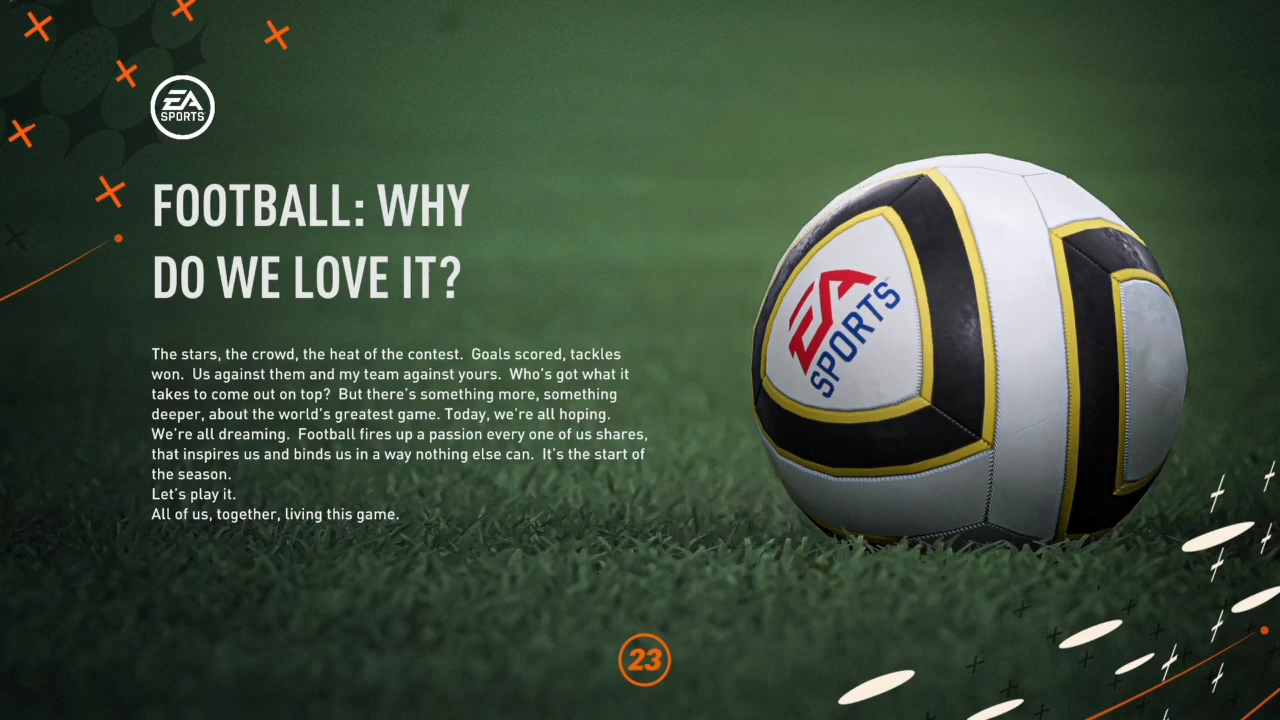 EA
SPORTS
FOOTBALL: WHY
DO WE LOVE IT?
The stars, the crowd, the heat of the contest.  Goals scored, tackles
won.  Us against them and my team against yours.  Who's got what it
takes to come out on top?  But there's something more, something
deeper, about the world's greatest game. Today, we're all hoping.
We're all dreaming.  Football fires up a passion every one of us shares,
that inspires us and binds us in a way nothing else can.  It's the start of
the season.
Let's play it.
All of us, together, living this game.
EA
SPORTS™
23